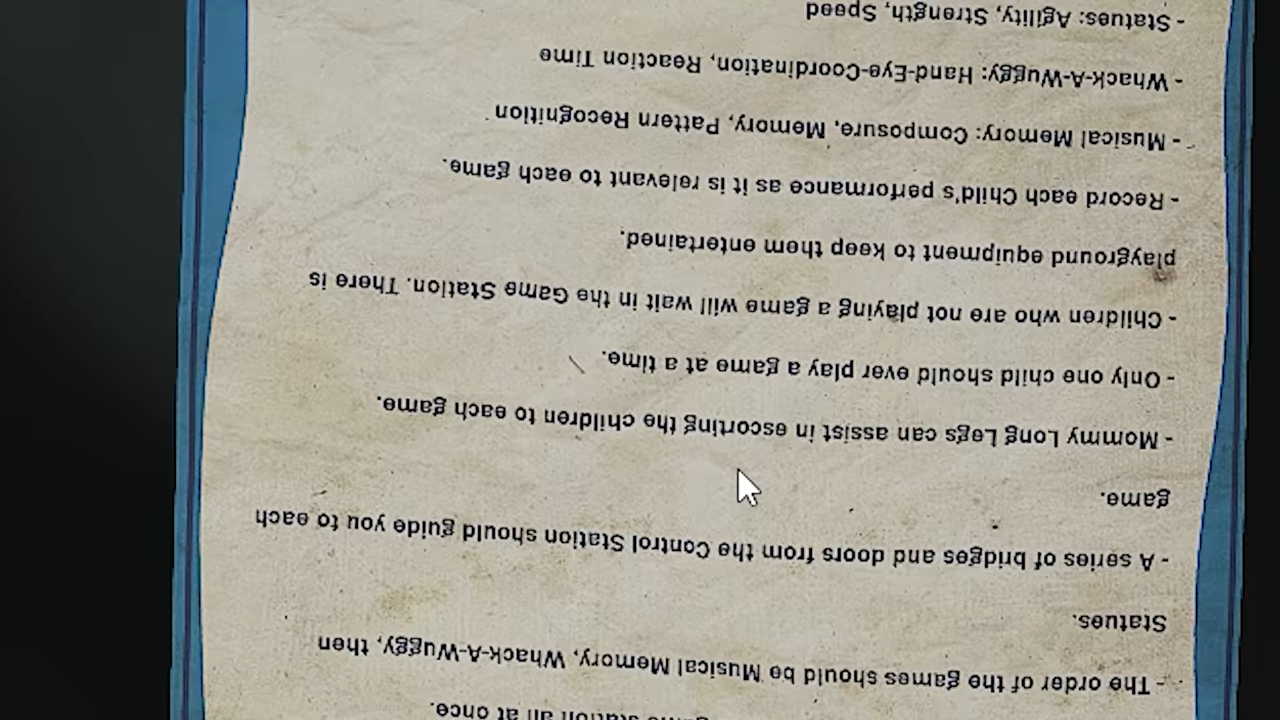 station all at once.
- The order of the games should be Musical Memory, Whack-A-Wuggy, then
Statues.
- A series of bridges and doors from the Control Station should guide you to each
game.
- Mommy Long Legs can assist in escorting the children to each game.
- Only one child should ever play a game at a time.
- Children who are not playing a game will wait in the Game Station. There is
playground equipment to keep them entertained.
- Record each Child's performance as it is relevant to each game.
- Musical Memory: Composure, Memory, Pattern Recognition
- Whack-A-Wuggy: Hand-Eye-Coordination, Reaction Time
- Statues: Agility, Strength, Speed